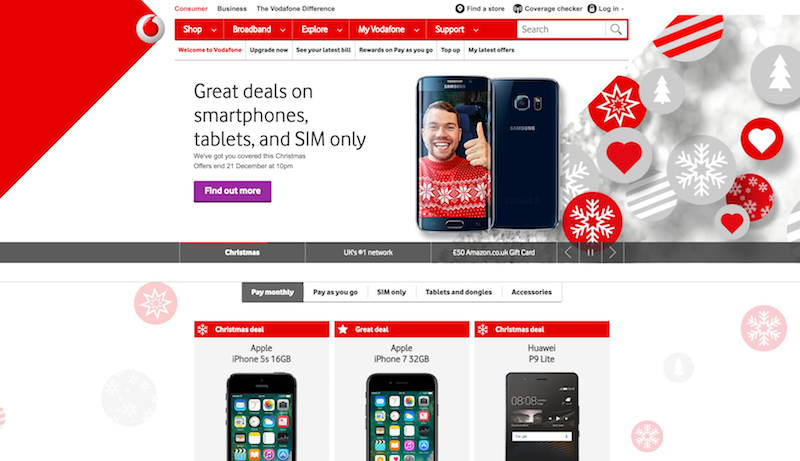 Consumer Business The Vodafone Difference
Find a store Coverage checker Log in
Shop Broadband Explore My Vodafone Support Search
Welcome to Vodafone Upgrade now See your latest bill Rewards on Pay as you go Top up My latest offers
Great deals on
smartphones,
tablets, and SIM only
We've got you covered this Christmas
Offers end 21 December at 10pm
Find out more
SAMSUNG
SAMSUNG
Christmas UK's #1 network £50 Amazon.co.uk Gift Card
Pay monthly Pay as you go SIM only Tablets and dongles Accessories
Christmas deal Great deal Christmas deal
Apple
iPhone 5s 16GB
Apple
iPhone 7 32GB
Huawei
P9 Lite
08:08
Google